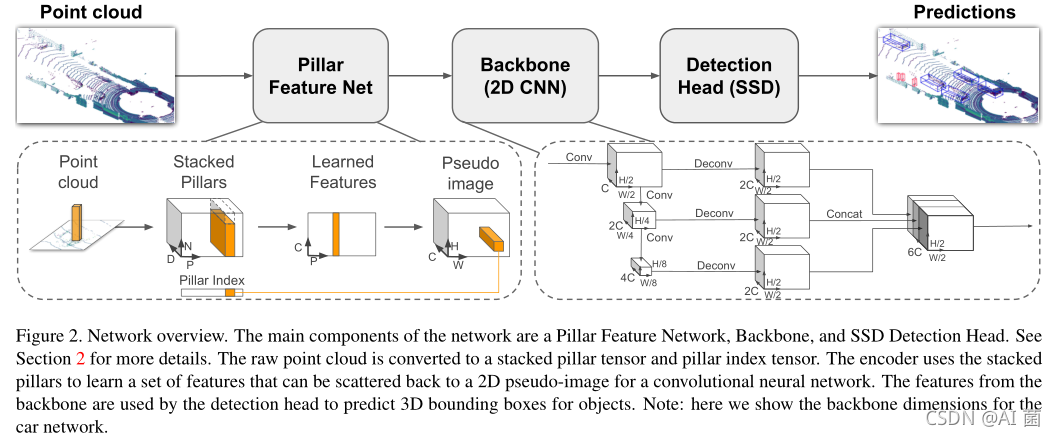 Point cloud
Predictions
Pillar
Feature Net
Backbone
(2D CNN)
Detection
Head (SSD)
Point
cloud
Stacked
Pillars
Learned
Features
Pseudo
image
N
D
P
C
P
H
C
W
Pillar Index
Conv
H/2
C
W/2
Conv
Deconv
H/2
2C
W/2
H/4
2C
W/4
Conv
Deconv
H/2
2C
W/2
Concat
H/8
4C
W/8
Deconv
H/2
2C
W/2
H/2
6C
W/2
Figure 2. Network overview. The main components of the network are a Pillar Feature Network, Backbone, and SSD Detection Head. See
Section 2 for more details. The raw point cloud is converted to a stacked pillar tensor and pillar index tensor. The encoder uses the stacked
pillars to learn a set of features that can be scattered back to a 2D pseudo-image for a convolutional neural network. The features from the
backbone are used by the detection head to predict 3D bounding boxes for objects. Note: here we show the backbone dimensions for the
car network.
CSDN @AI 菌